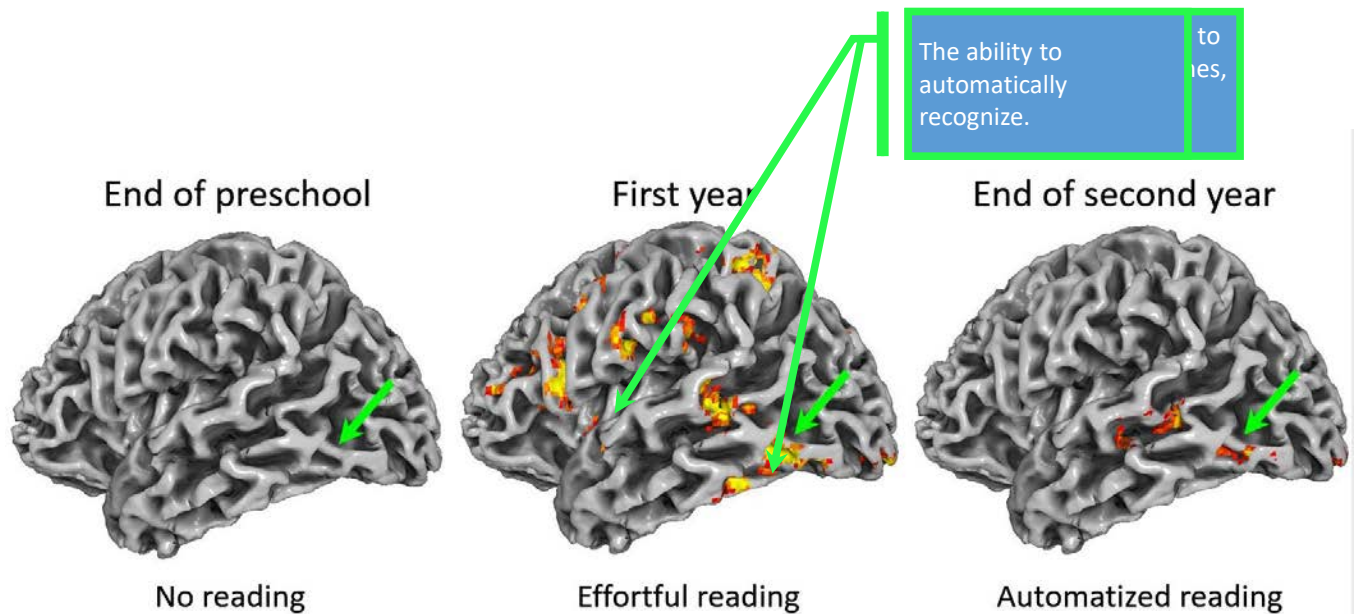 The ability to
automatically
recognize.
to
End of preschool
First year
End of second year
No reading
Effortful reading
Automatized reading